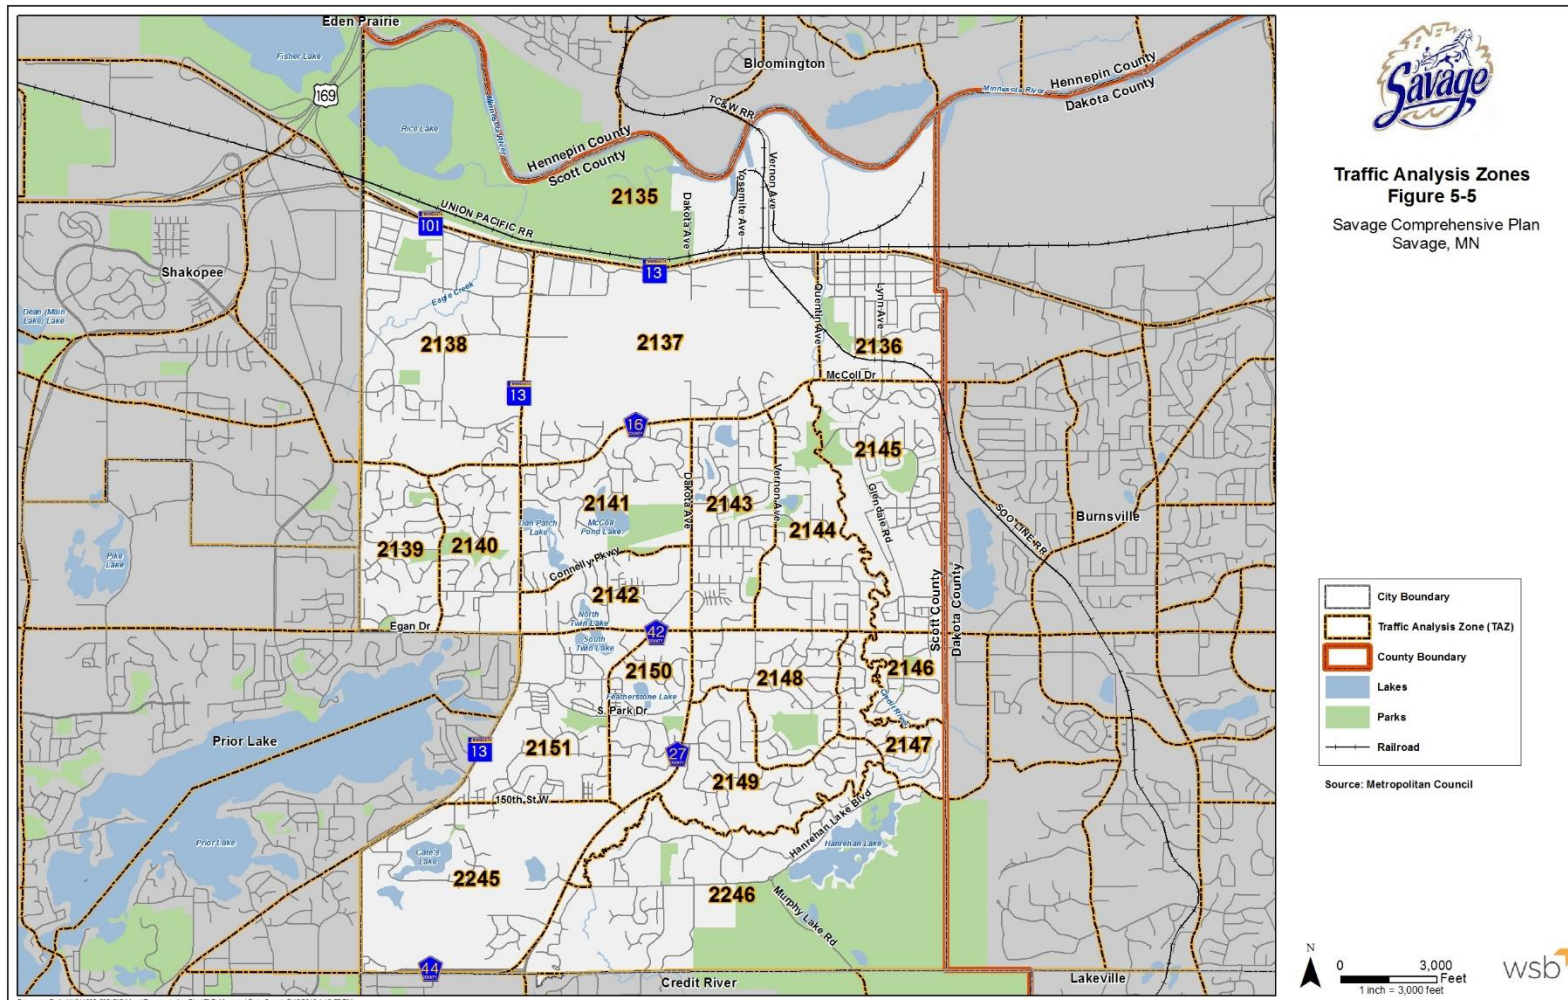 Eden Prairie
Fisher Lake
169
Bloomington
TC&W RR
Hennepin County
Dakota County
Minnesota River
Minnesota River
Rice Lake
Hennepin County
Scott County
2135
Dakota Ave
Yosemite Ave
Vernon Ave
UNION PACIFIC RR
101
13
Shakopee
Dean (Main
Lake) Lake
Eagle Creek
2138
2137
Quentin Ave
Lynn Ave
2136
McColl Dr
13
16
COUNTY
2145
Dakota Ave
Vernon Ave
Glendale Rd
2141
2143
2144
Dan Patch
Lake
McColl
Pond Lake
SOO LINE RR
Burnsville
Pike
Lake
2139
2140
Connelly Pkwy
2142
Scott County
Dakota County
North
Twin Lake
Egan Dr
42
COUNTY
South
Twin Lake
2150
2148
2146
Featherstone Lake
S. Park Dr
Credit River
Prior Lake
13
2151
27
COUNTY
2147
2149
150th St W
Hanrehan Lake Blvd
Prior Lake
Cate's
Lake
Hanrehan Lake
2245
2246
Murphy Lake Rd
44
COUNTY
Credit River
Lakeville
Savage
Traffic Analysis Zones
Figure 5-5
Savage Comprehensive Plan
Savage, MN
City Boundary
Traffic Analysis Zone (TAZ)
County Boundary
Lakes
Parks
Railroad
Source: Metropolitan Council
N
0 3,000
Feet
1 inch = 3,000 feet
wsb